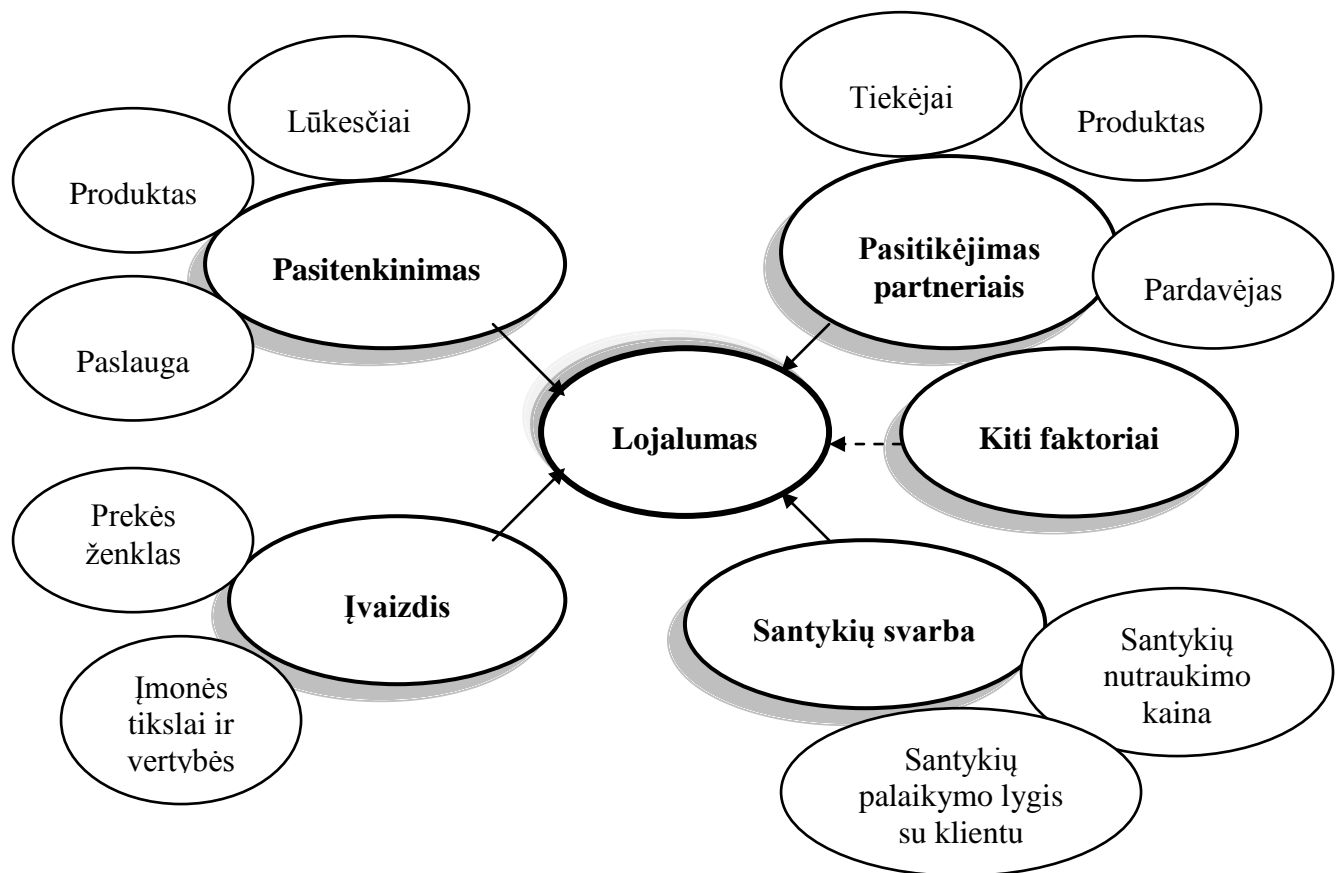 Lūkesčiai
Produktas
Pasitenkinimas
Paslauga
Tiekėjai
Produktas
Pasitikėjimas
partneriais
Pardavėjas
Lojalumas
Kiti faktoriai
Prekės
ženklas
Įvaizdis
Įmonės
tikslai ir
vertybės
Santykių svarba
Santykių
nutraukimo
kaina
Santykių
palaikymo lygis
su klientu